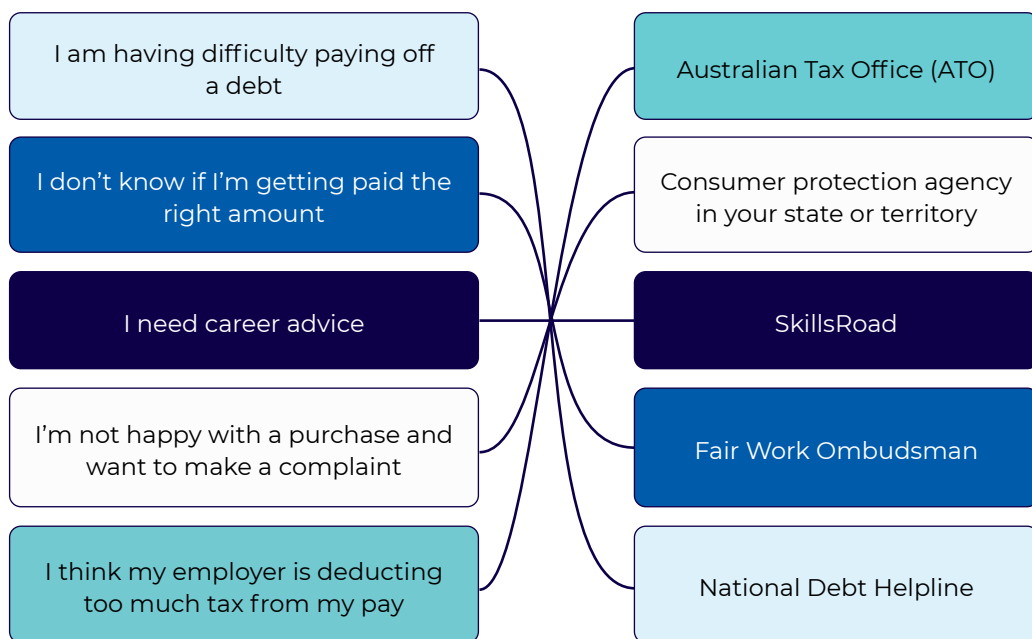 I am having difficulty paying off
a debt
I don’t know if I’m getting paid the
right amount
I need career advice
I’m not happy with a purchase and
want to make a complaint
I think my employer is deducting
too much tax from my pay
Australian Tax Office (ATO)
Consumer protection agency
in your state or territory
SkillsRoad
Fair Work Ombudsman
National Debt Helpline